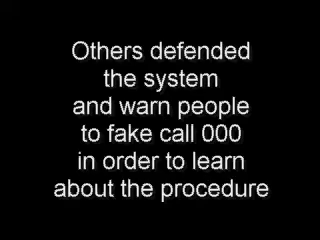 Others defended
the system
and warn people
to fake call 000
in order to learn
about the procedure